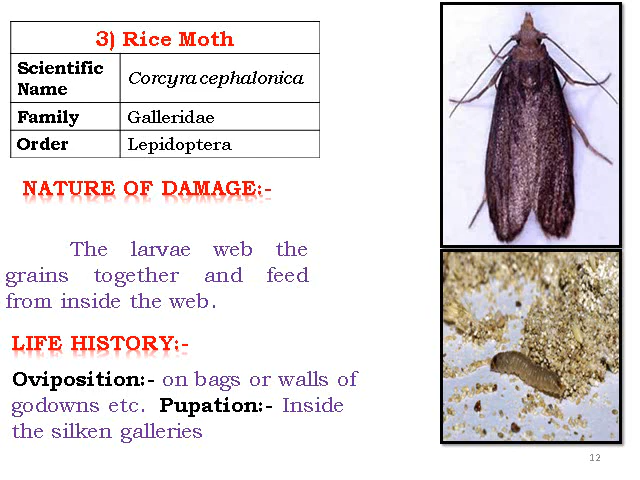 3) Rice Moth
Scientific
Name
Corcyra cephalonica
Family Galleridae
Order Lepidoptera
NATURE OF DAMAGE:-
The larvae web the
grains together and feed
from inside the web.
LIFE HISTORY:-
Oviposition:- on bags or walls of
godowns etc. Pupation:- Inside
the silken galleries
12